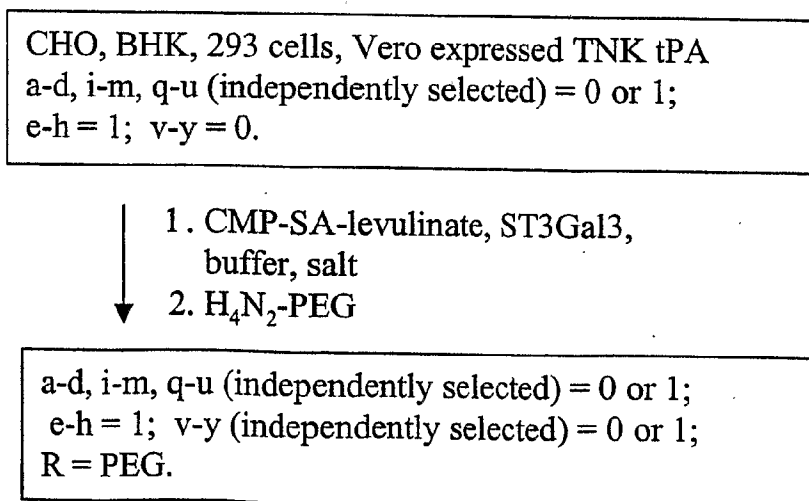 CHO, BHK, 293 cells, Vero expressed TNK tPA
a-d, i-m, q-u (independently selected) = 0 or 1;
e-h = 1; v-y = 0.
1. CMP-SA-levulinate, ST3Gal3,
buffer, salt
2. H₄N₂-PEG
a-d, i-m, q-u (independently selected) = 0 or 1;
e-h = 1; v-y (independently selected) = 0 or 1;
R = PEG.